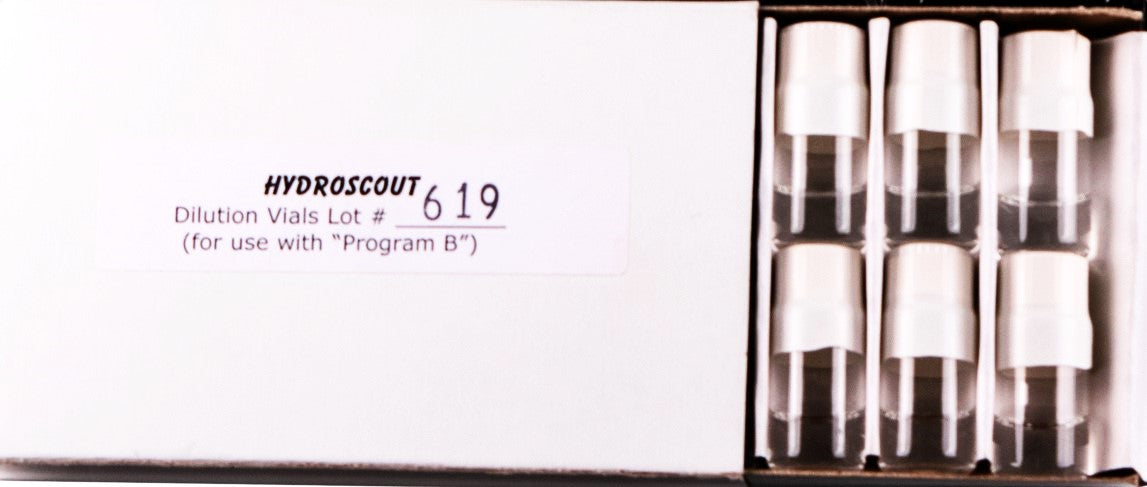 HYDROSCOUT
Dilution Vials Lot # 619
(for use with “Program B”)